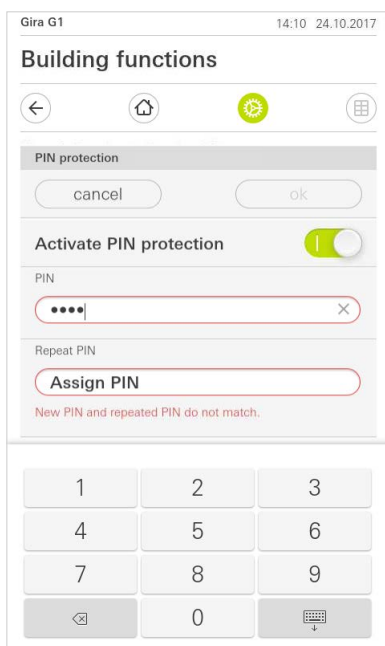 Gira G1 14:10 24.10.2017
Building functions
PIN protection
cancel ok
Activate PIN protection
PIN
••••
Repeat PIN
Assign PIN
New PIN and repeated PIN do not match.
1 2 3
4 5 6
7 8 9
0